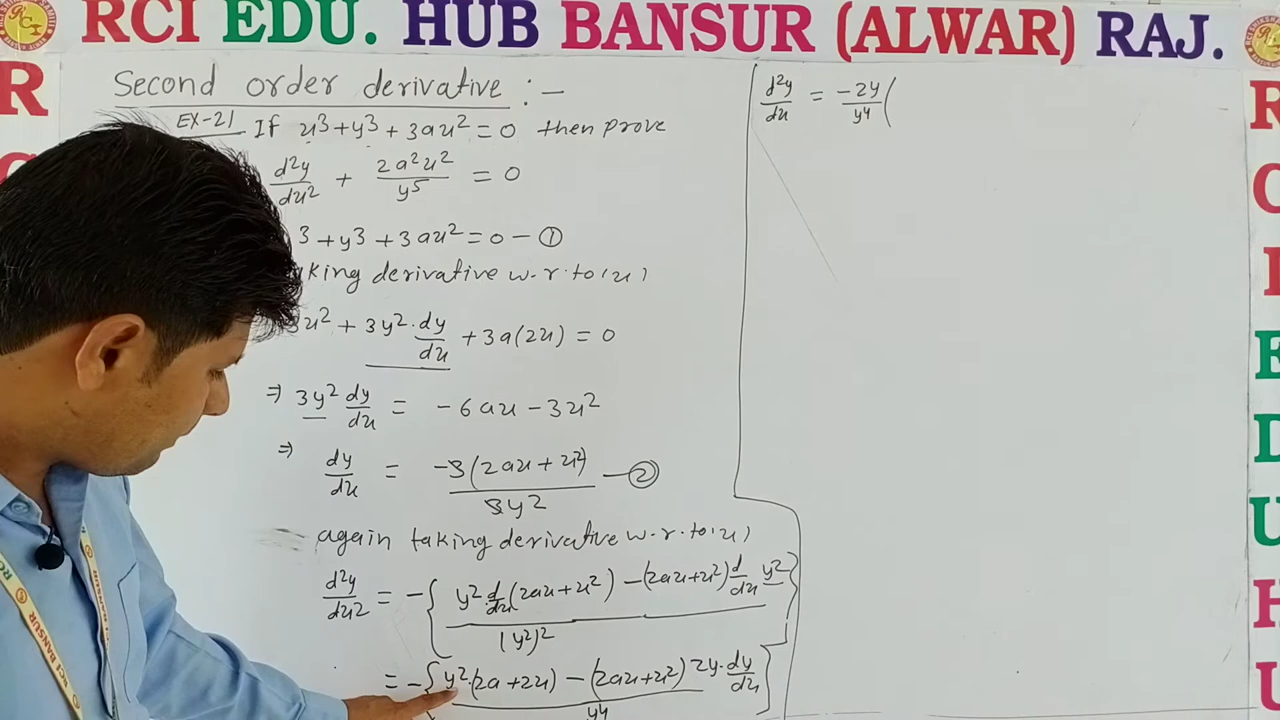 RCI EDU. HUB BANSUR (ALWAR) RAJ.
Second order derivative :-
EX-21 If x³+y³+3ax²=0 then prove
d²y/dx² + 2a²x²/y⁵ = 0
³+y³+3ax²=0 - ①
aking derivative w.r.to(x)
3x² + 3y².dy/dx + 3a(2x) = 0
⇒ 3y² dy/dx = -6ax-3x²
⇒ dy/dx = -3(2ax+x²)/3y² - ②
again taking derivative w.r.to(x)
d²y/dx² = -{y² d/dx(2ax+x²) - (2ax+x²) d/dx y²/(y²)²}
= -{y².(2a+2x) - (2ax+x²) 2y.dy/dx/y⁴}
d²y/dx = -2y/y⁴(
R
R
C
I
E
D
U
H
U
RCI BANSUR